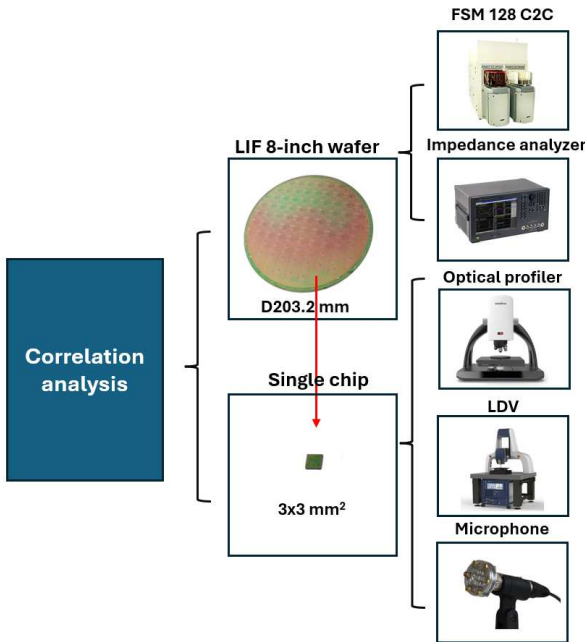 FSM 128 C2C
LIF 8-inch wafer
Impedance analyzer
D203.2 mm
Optical profiler
Correlation
analysis
Single chip
LDV
3x3 mm²
Microphone